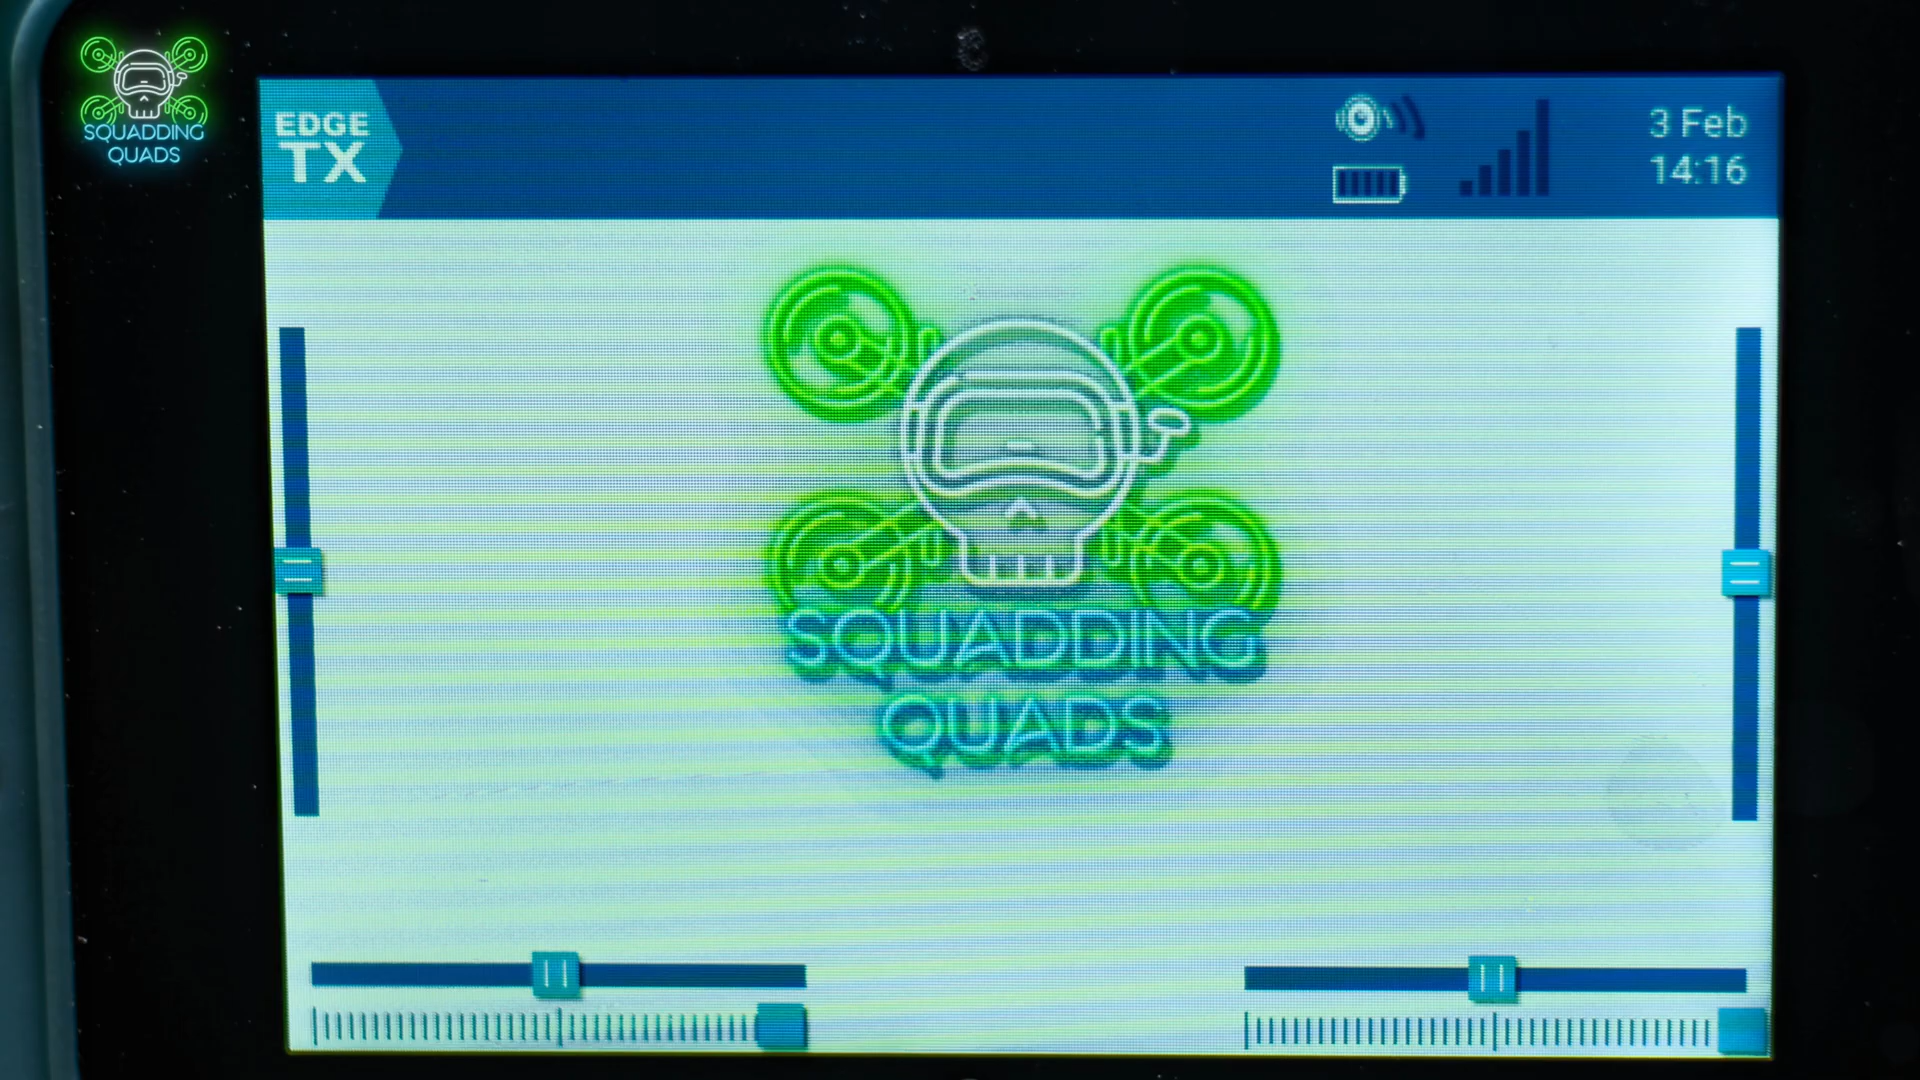 SQUADDING
QUADS
EDGE
TX
3 Feb
14:16
SQUADDING
QUADS